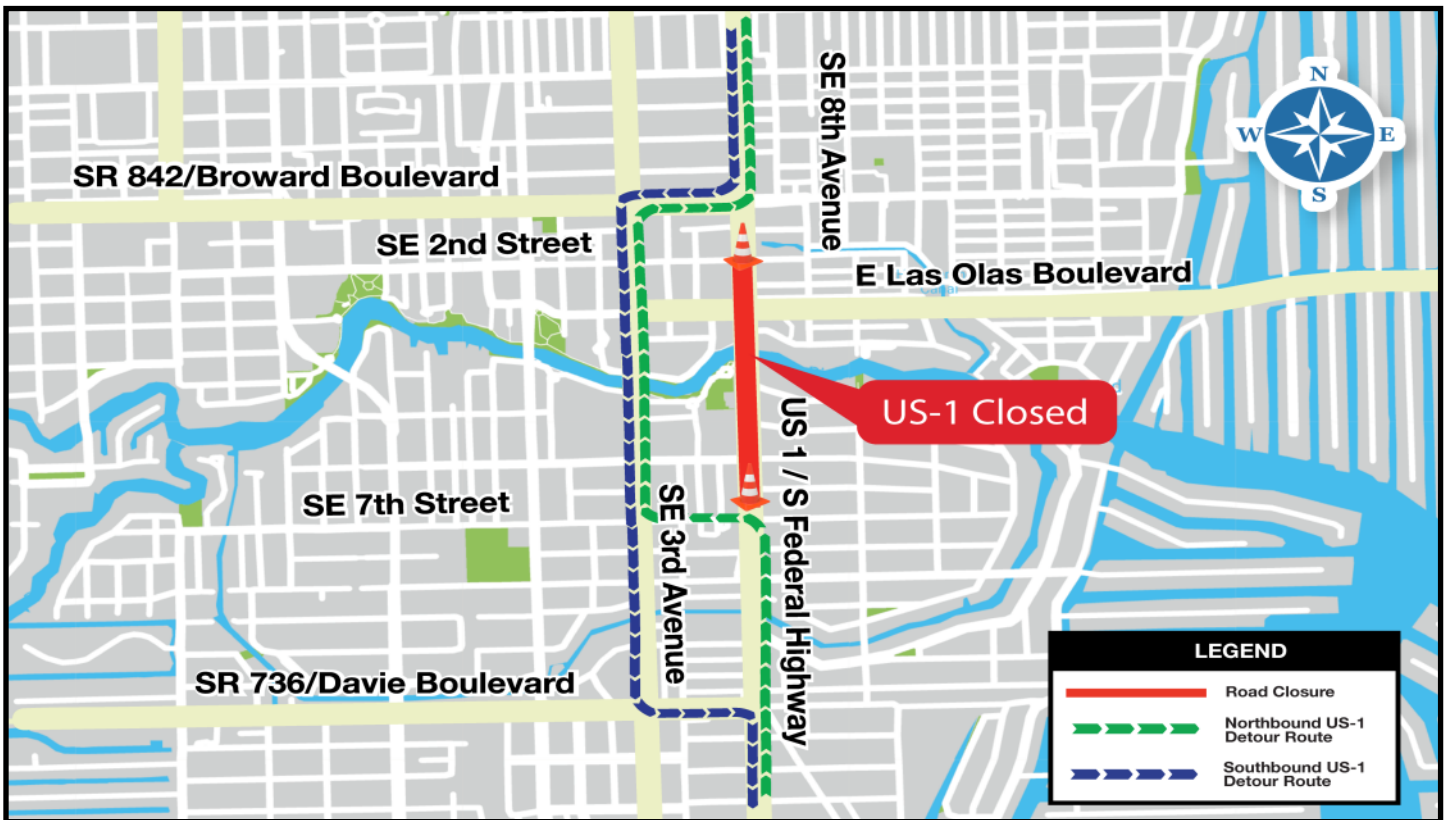 SE 8th Avenue
N
W
E
S
SR 842/Broward Boulevard
SE 2nd Street
E Las Olas Boulevard
US-1 Closed
US 1 / S Federal Highway
SE 7th Street
SE 3rd Avenue
SR 736/Davie Boulevard
LEGEND
Road Closure
Northbound US-1
Detour Route
Southbound US-1
Detour Route